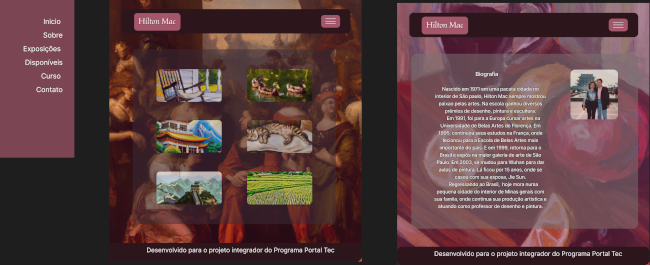 Início
Sobre
Exposições
Disponíveis
Curso
Contato
Hilton Mac
Desenvolvido para o projeto integrador do Programa Portal Tec
Hilton Mac
Biografia
Nascido em 1971 em uma pacata cidade no
interior de São paulo, Hilton Mac sempre mostrou
paixão pelas artes. Na escola ganhou diversos
prêmios de desenho, pintura e escultura.
Em 1991, foi para a Europa cursar artes na
Universidade de Belas Artes de Florença. Em
1995, continuou seus estudos na França, onde
lecionou para a Escola de Belas Artes mais
importante do país. E em 1999, retorna para o
Brasil e expôs na maior galeria de arte de São
Paulo. Em 2003, se mudou para Wuhan para dar
aulas de pintura. Lá ficou por 15 anos, onde se
casou com sua esposa, Jie Sun.
Regressando ao Brasil, hoje mora numa
pequena cidade do interior de Minas gerais com
sua família, onde continua sua produção artística e
atuando como professor de desenho e pintura.
Desenvolvido para o projeto integrador do Programa Portal Tec